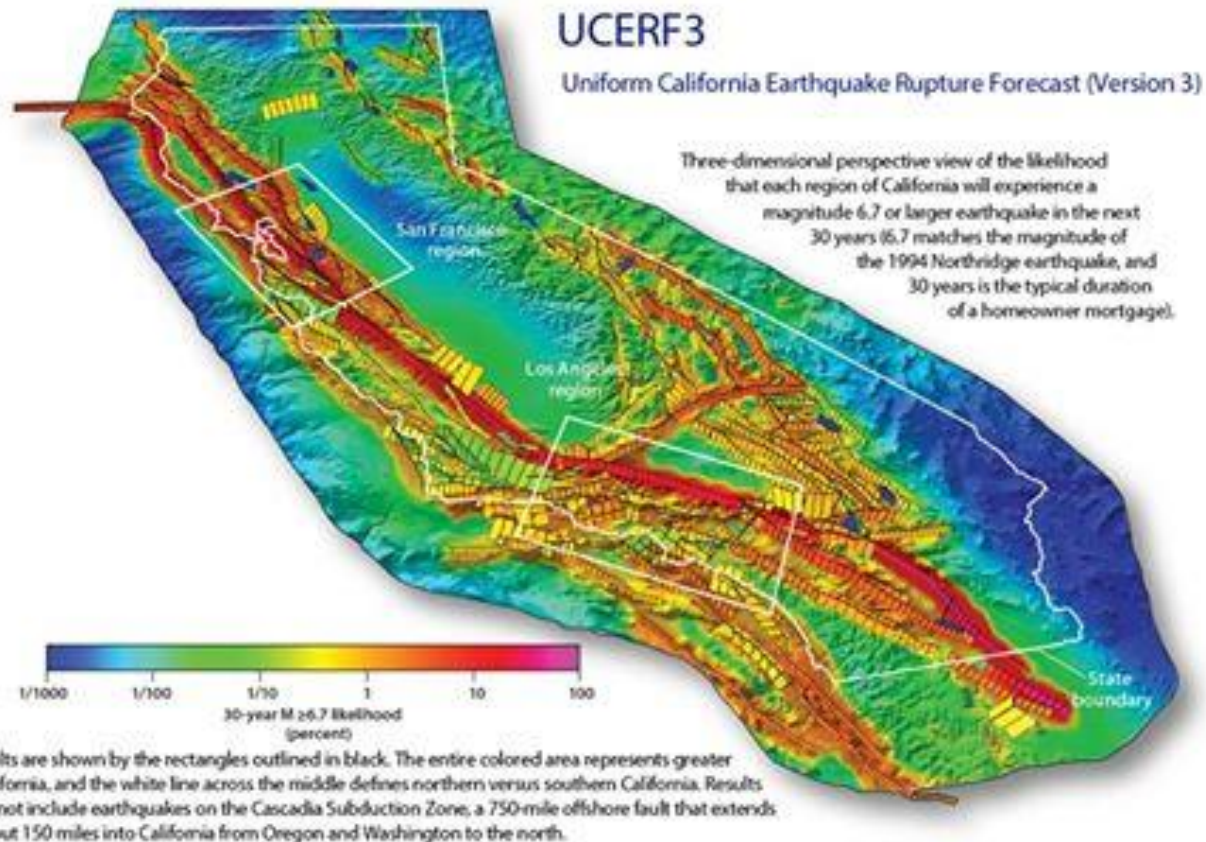 UCERF3
Uniform California Earthquake Rupture Forecast (Version 3)
Three-dimensional perspective view of the likelihood
that each region of California will experience a
magnitude 6.7 or larger earthquake in the next
30 years (6.7 matches the magnitude of
the 1994 Northridge earthquake, and
30 years is the typical duration
of a homeowner mortgage).
San Francisco
region
Los Angeles
region
State
boundary
1/1000 1/100 1/10 1 10 100
30-year M ≥6.7 likelihood
(percent)
lts are shown by the rectangles outlined in black. The entire colored area represents greater
ifornia, and the white line across the middle defines northern versus southern California. Results
not include earthquakes on the Cascadia Subduction Zone, a 750-mile offshore fault that extends
out 150 miles into California from Oregon and Washington to the north.